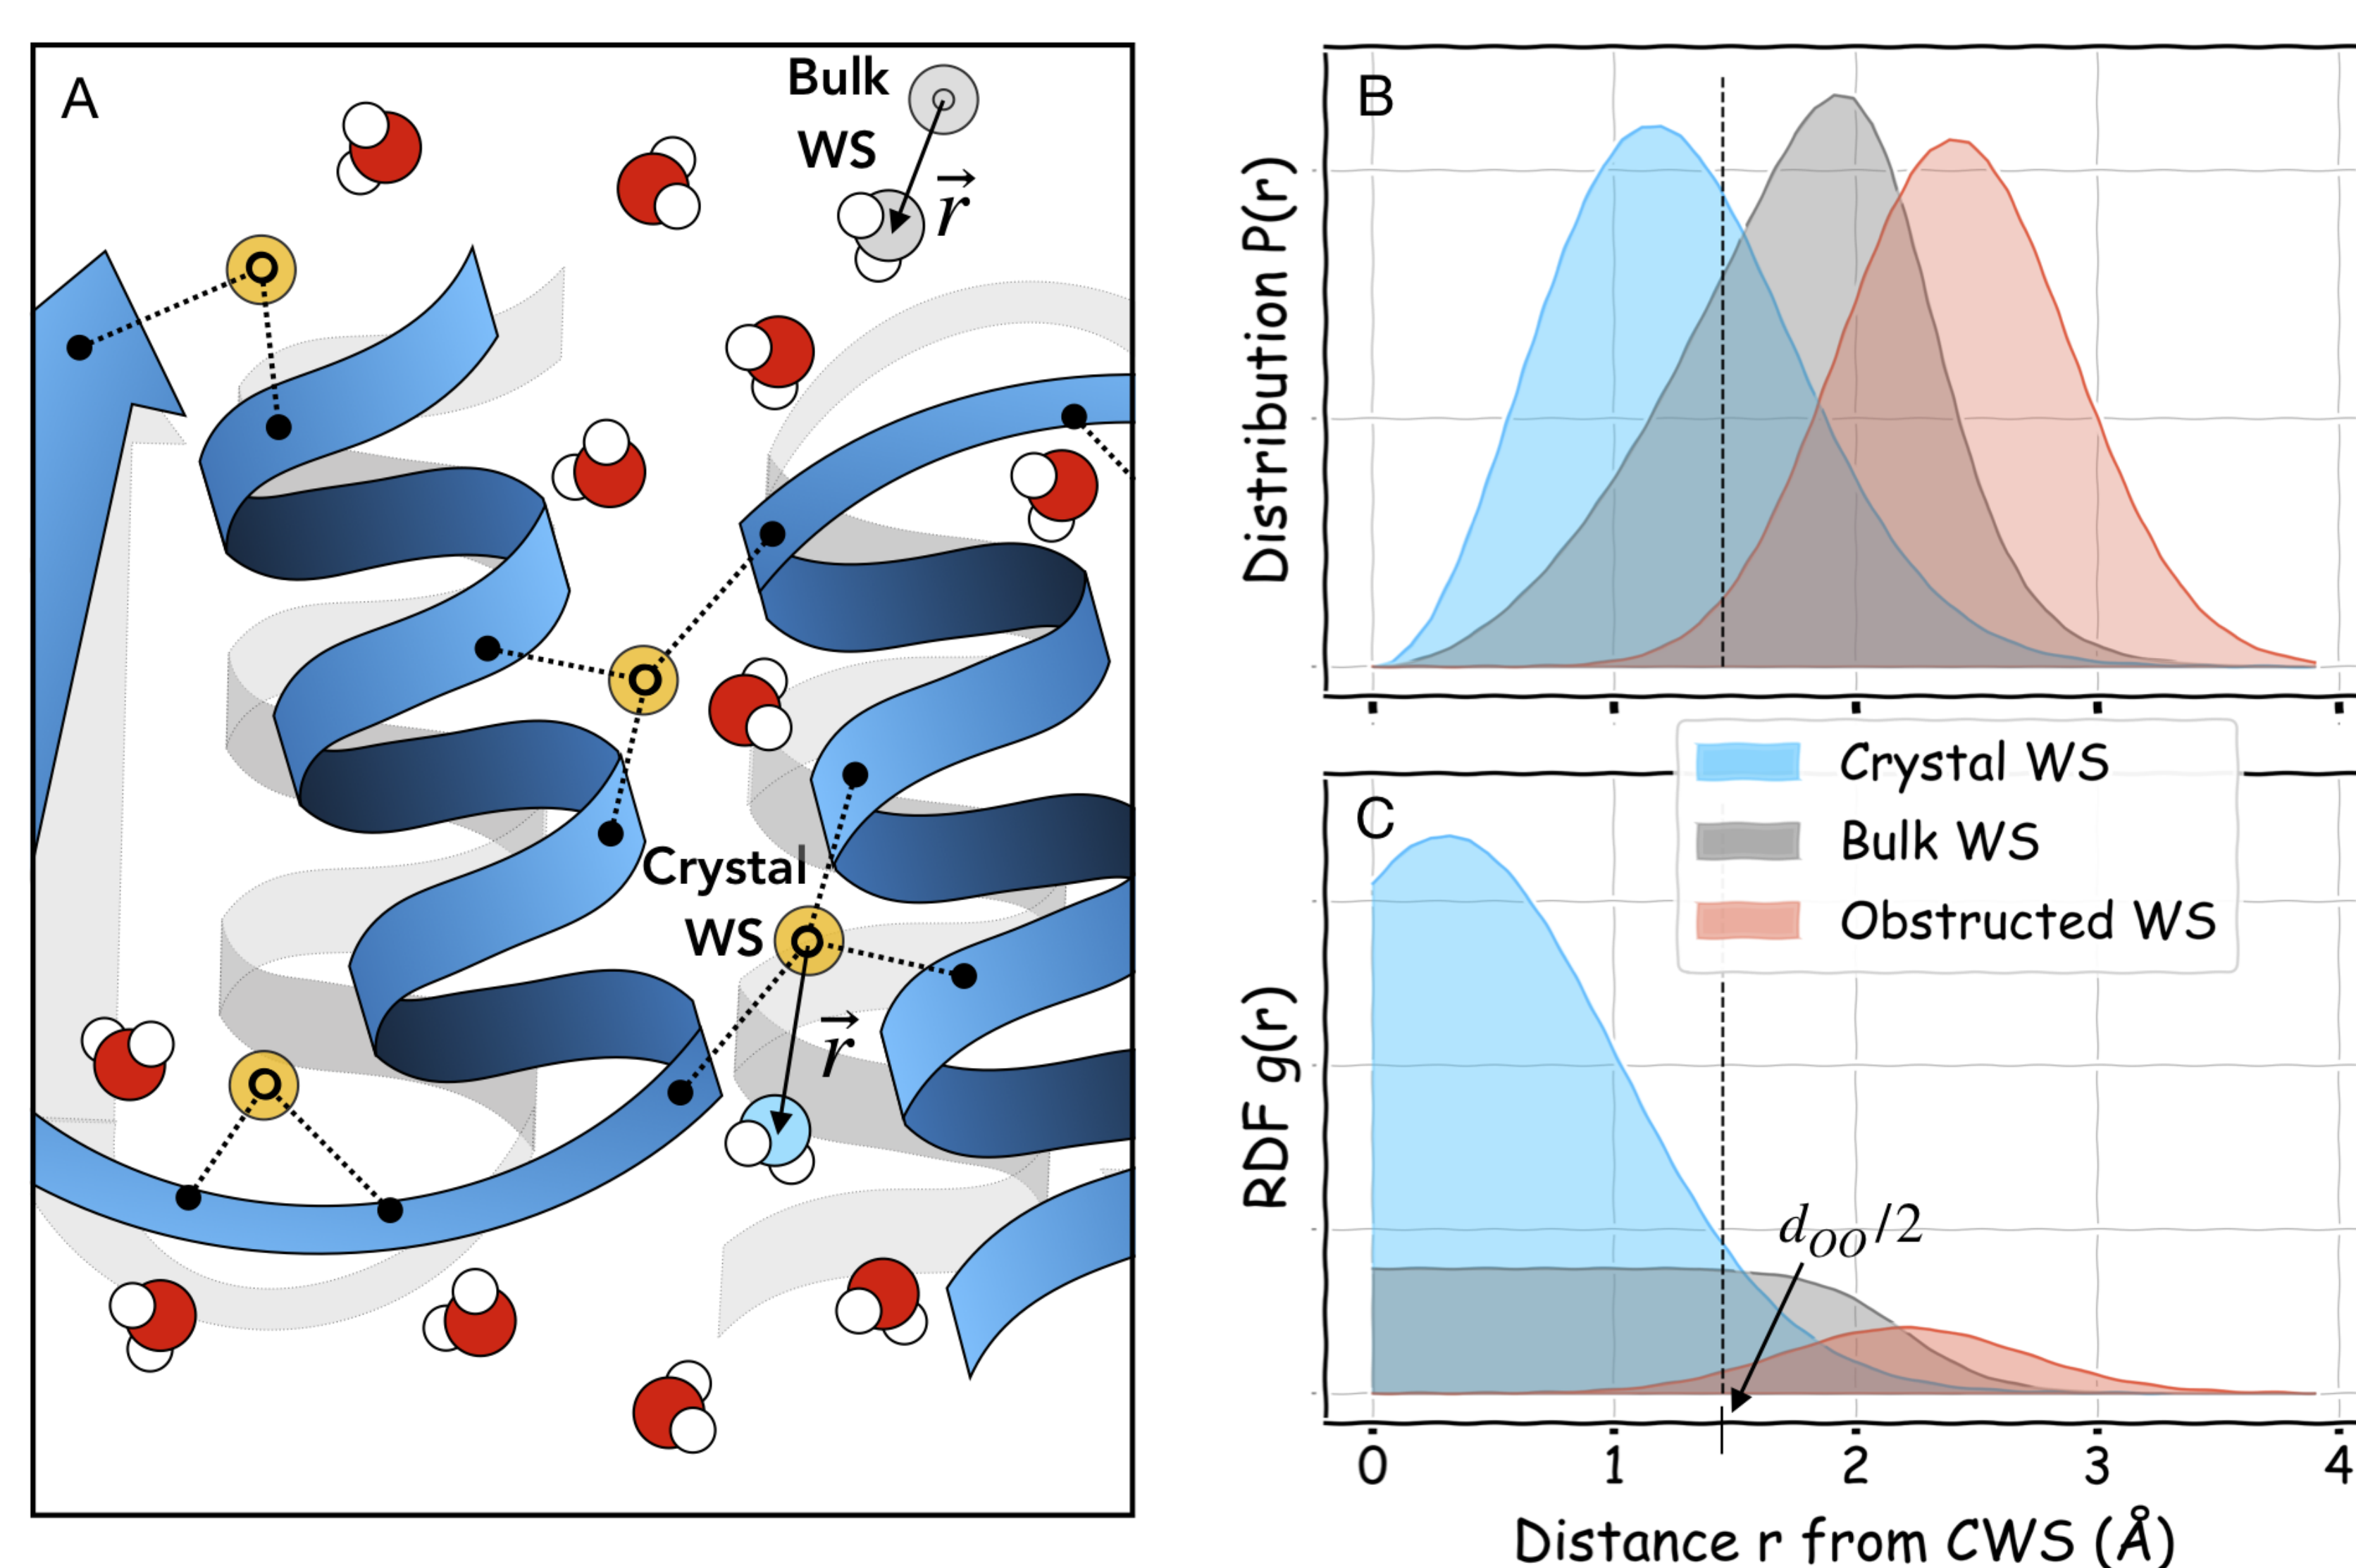 A
Bulk
WS
r
Crystal
WS
r
B
Distribution P(r)
Crystal WS
Bulk WS
Obstructed WS
C
RDF g(r)
d_OO/2
0 1 2 3 4
Distance r from CWS (Å)